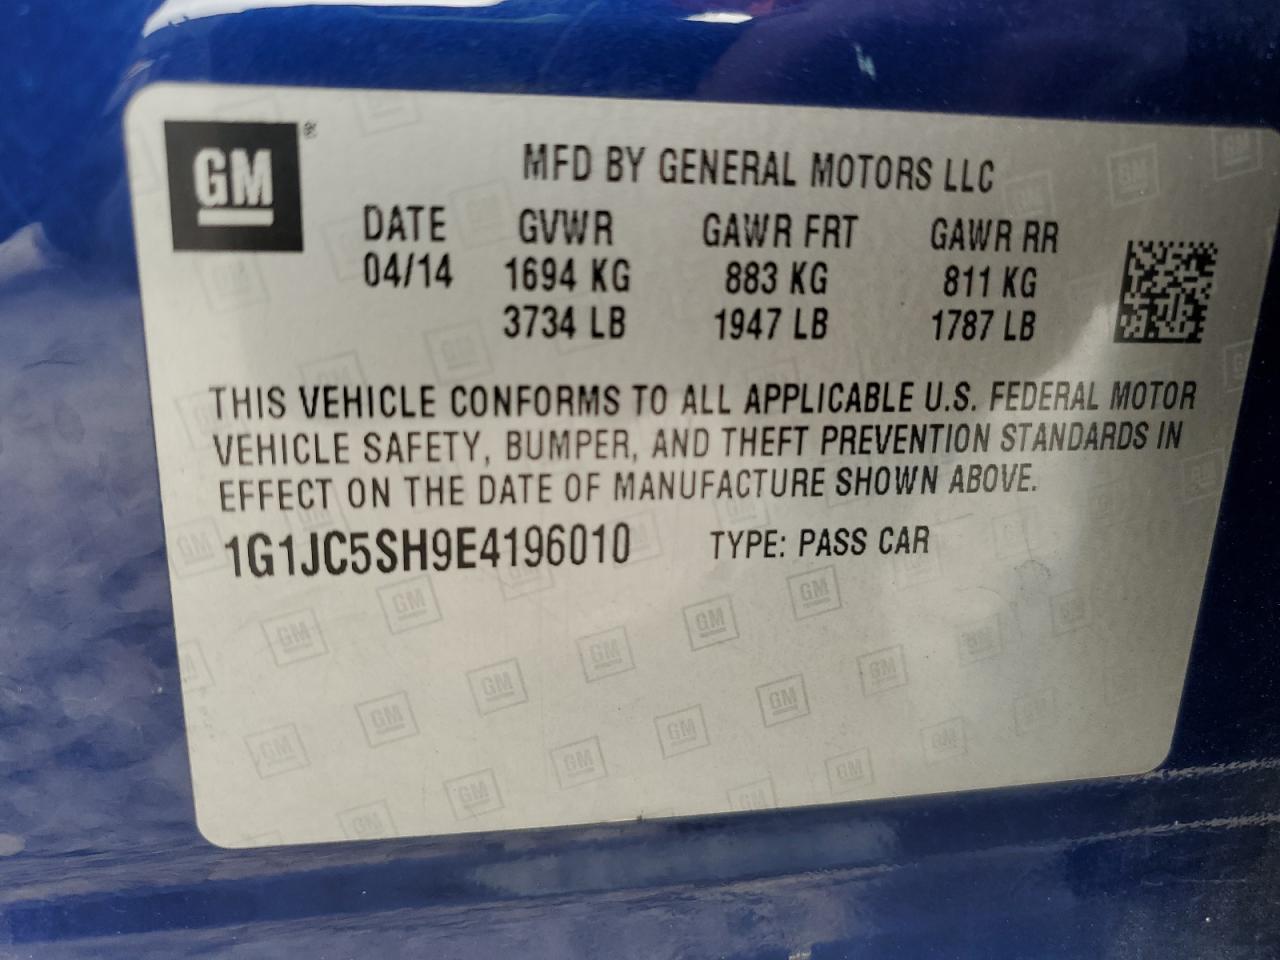 GM ®
MFD BY GENERAL MOTORS LLC
DATE GVWR GAWR FRT GAWR RR
04/14 1694 KG 883 KG 811 KG
3734 LB 1947 LB 1787 LB
THIS VEHICLE CONFORMS TO ALL APPLICABLE U.S. FEDERAL MOTOR
VEHICLE SAFETY, BUMPER, AND THEFT PREVENTION STANDARDS IN
EFFECT ON THE DATE OF MANUFACTURE SHOWN ABOVE.
1G1JC5SH9E4196010 TYPE: PASS CAR